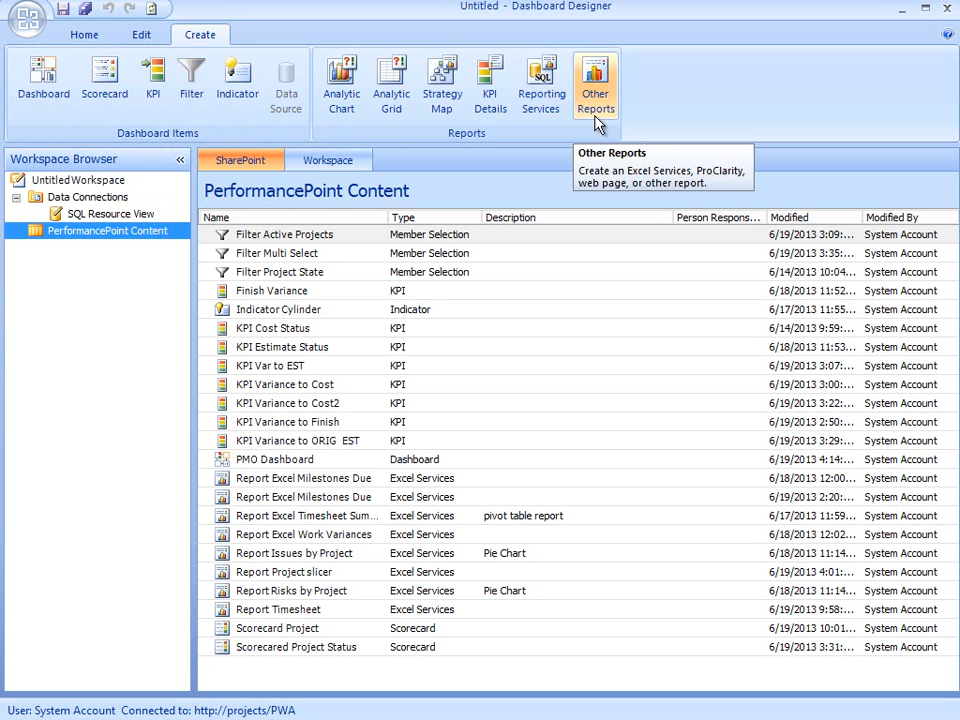 Untitled - Dashboard Designer
Home Edit Create
Dashboard Scorecard KPI Filter Indicator Data Source
Analytic Chart Analytic Grid Strategy Map KPI Details Reporting Services Other Reports
Dashboard Items Reports
Other Reports
Create an Excel Services, ProClarity,
web page, or other report.
Workspace Browser «
Untitled Workspace
Data Connections
SQL Resource View
PerformancePoint Content
SharePoint Workspace
PerformancePoint Content
Name Type Description Person Respons... Modified Modified By
Filter Active Projects Member Selection 6/19/2013 3:09:... System Account
Filter Multi Select Member Selection 6/19/2013 3:35:... System Account
Filter Project State Member Selection 6/14/2013 10:04... System Account
Finish Variance KPI 6/18/2013 11:52... System Account
Indicator Cylinder Indicator 6/17/2013 11:55... System Account
KPI Cost Status KPI 6/14/2013 9:59:... System Account
KPI Estimate Status KPI 6/18/2013 11:53... System Account
KPI Var to EST KPI 6/19/2013 3:07:... System Account
KPI Variance to Cost KPI 6/19/2013 3:00:... System Account
KPI Variance to Cost2 KPI 6/19/2013 3:22:... System Account
KPI Variance to Finish KPI 6/19/2013 2:50:... System Account
KPI Variance to ORIG EST KPI 6/19/2013 3:29:... System Account
PMO Dashboard Dashboard 6/19/2013 4:14:... System Account
Report Excel Milestones Due Excel Services 6/18/2013 12:00... System Account
Report Excel Milestones Due Excel Services 6/19/2013 2:20:... System Account
Report Excel Timesheet Sum... Excel Services pivot table report 6/17/2013 11:59... System Account
Report Excel Work Variances Excel Services 6/18/2013 12:02... System Account
Report Issues by Project Excel Services Pie Chart 6/18/2013 11:14... System Account
Report Project slicer Excel Services 6/19/2013 4:01:... System Account
Report Risks by Project Excel Services Pie Chart 6/18/2013 11:14... System Account
Report Timesheet Excel Services 6/19/2013 9:58:... System Account
Scorecard Project Scorecard 6/19/2013 10:01... System Account
Scorecared Project Status Scorecard 6/19/2013 3:31:... System Account
User: System Account Connected to: http://projects/PWA